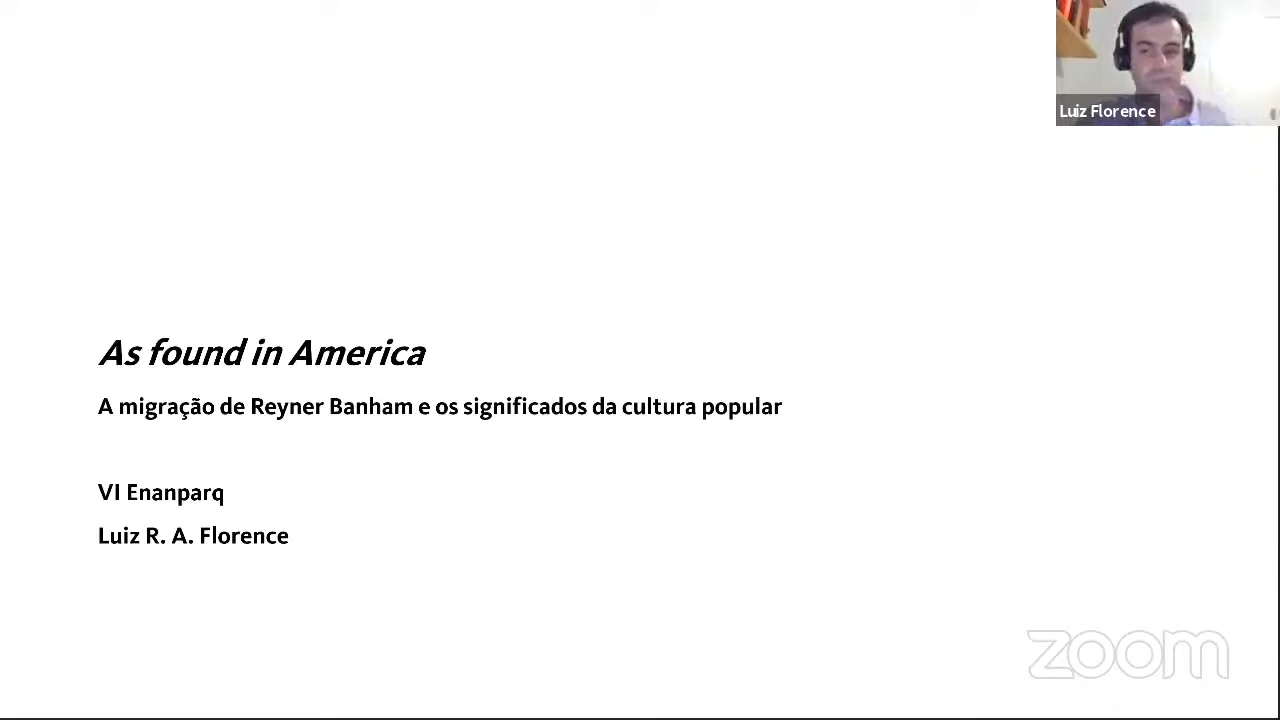 Luiz Florence
As found in America
A migração de Reyner Banham e os significados da cultura popular
VI Enanparq
Luiz R. A. Florence
zoom